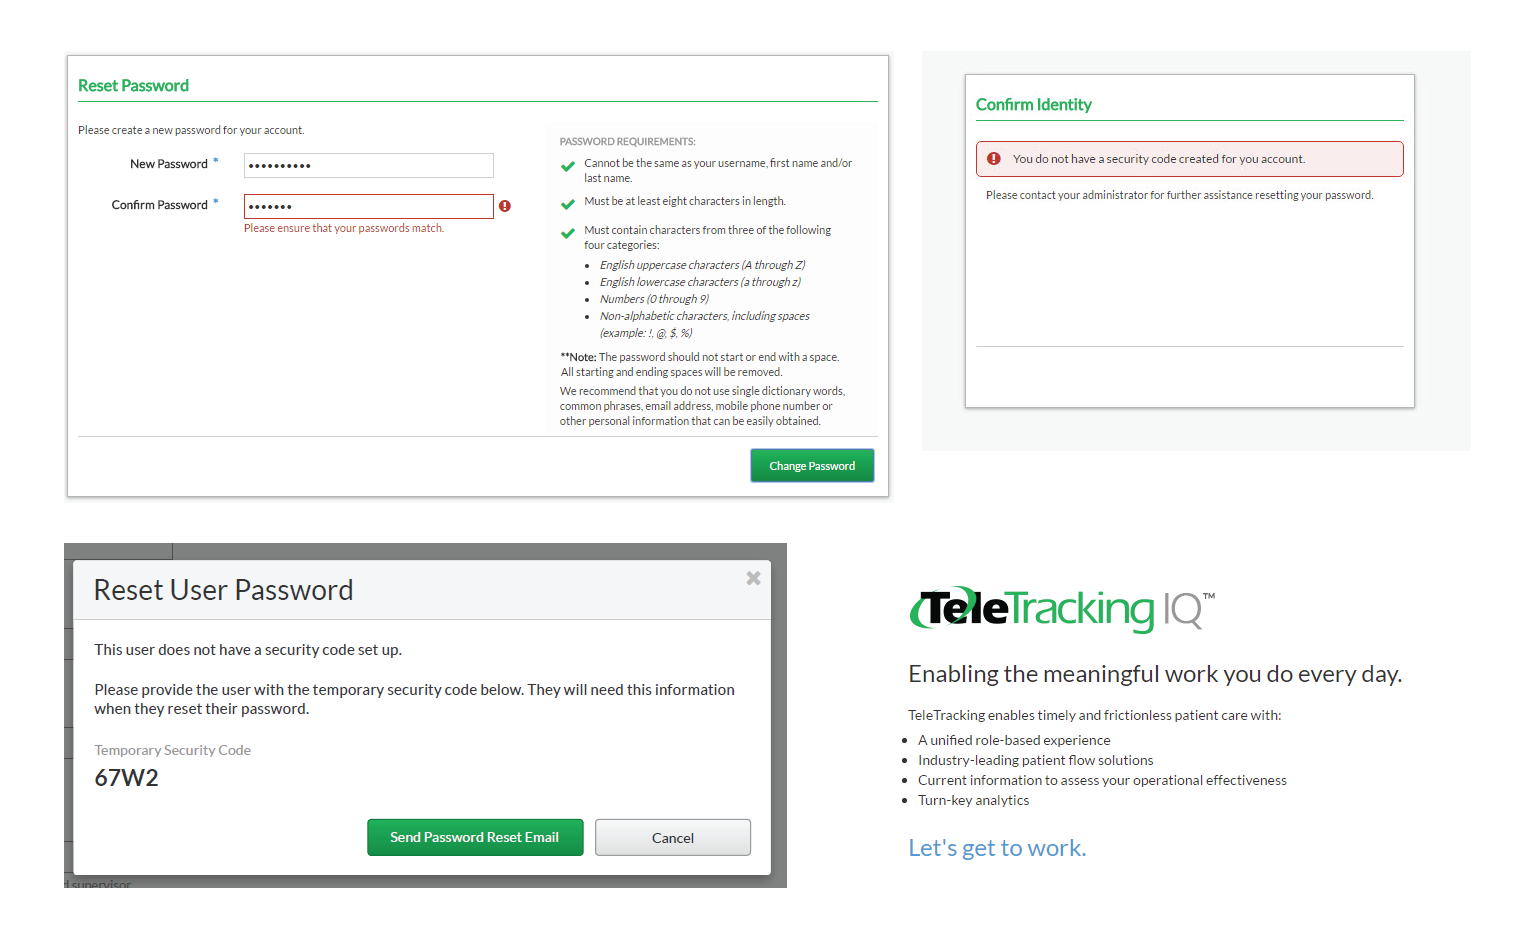 Reset Password
Please create a new password for your account.
New Password *
••••••••••
Confirm Password *
•••••••
Please ensure that your passwords match.
PASSWORD REQUIREMENTS:
Cannot be the same as your username, first name and/or
last name.
Must be at least eight characters in length.
Must contain characters from three of the following
four categories:
• English uppercase characters (A through Z)
• English lowercase characters (a through z)
• Numbers (0 through 9)
• Non-alphabetic characters, including spaces
(example: !, @, $, %)
**Note: The password should not start or end with a space.
All starting and ending spaces will be removed.
We recommend that you do not use single dictionary words,
common phrases, email address, mobile phone number or
other personal information that can be easily obtained.
Change Password
Confirm Identity
You do not have a security code created for you account.
Please contact your administrator for further assistance resetting your password.
Reset User Password
This user does not have a security code set up.
Please provide the user with the temporary security code below. They will need this information
when they reset their password.
Temporary Security Code
67W2
Send Password Reset Email
Cancel
supervisor
TeleTracking IQ™
Enabling the meaningful work you do every day.
TeleTracking enables timely and frictionless patient care with:
• A unified role-based experience
• Industry-leading patient flow solutions
• Current information to assess your operational effectiveness
• Turn-key analytics
Let's get to work.